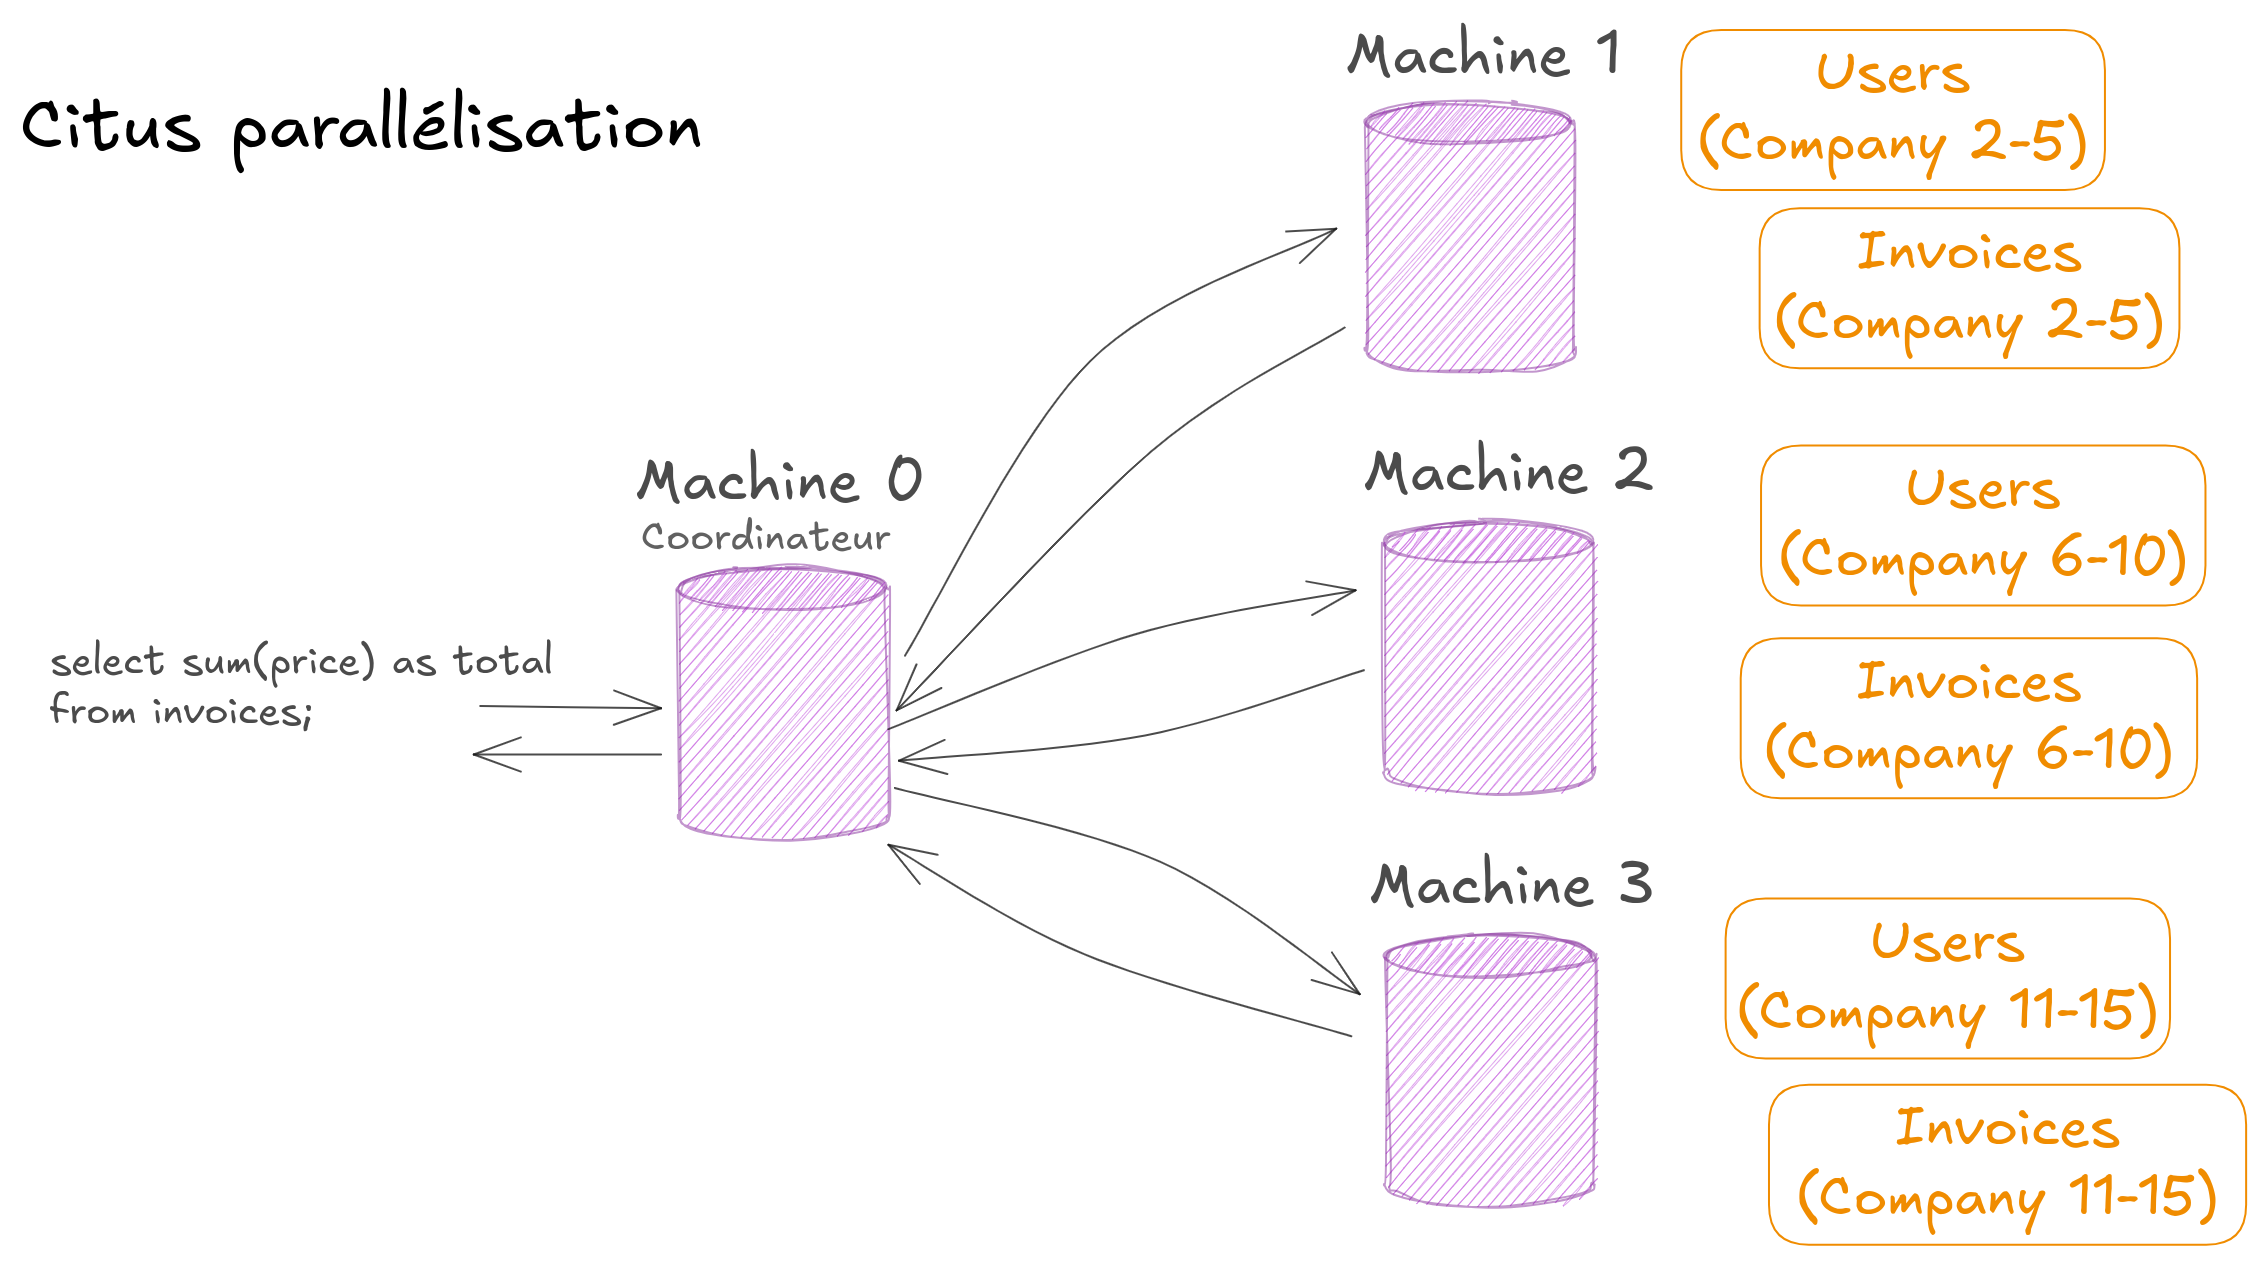 Citus parallélisation
Machine 0
Coordinateur
select sum(price) as total
from invoices;
Machine 1
Users
(Company 2-5)
Invoices
(Company 2-5)
Machine 2
Users
(Company 6-10)
Invoices
(Company 6-10)
Machine 3
Users
(Company 11-15)
Invoices
(Company 11-15)